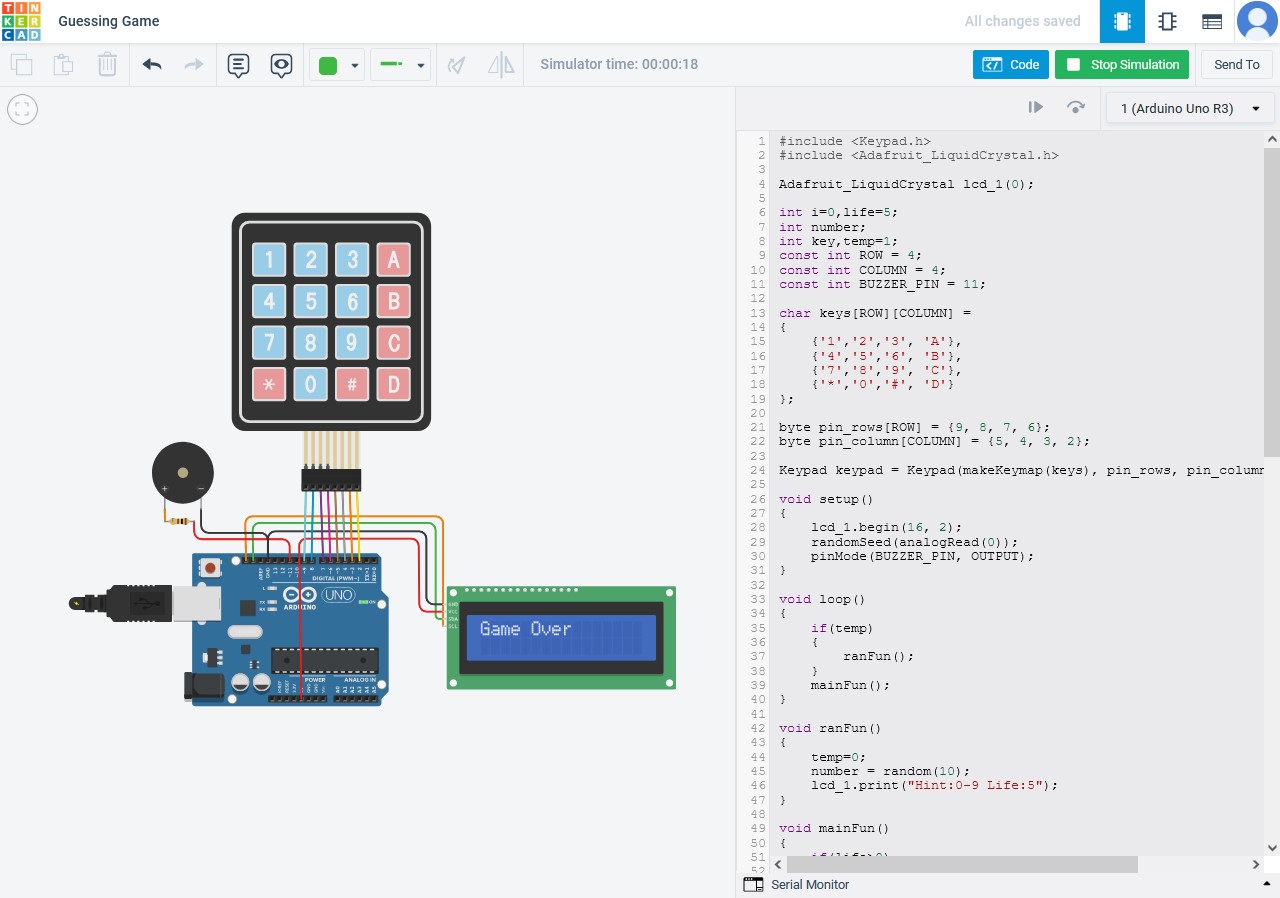 TIN
KER
CAD
Guessing Game
All changes saved
Simulator time: 00:00:18
Code
Stop Simulation
Send To
1 (Arduino Uno R3)
1 2 3 A
4 5 6 B
7 8 9 C
* 0 # D
+ −
DIGITAL (PWM~)
UNO
ARDUINO
ON
POWER
ANALOG IN
GND
VCC
SDA
SCL
Game Over
1 #include <Keypad.h>
2 #include <Adafruit_LiquidCrystal.h>
3
4 Adafruit_LiquidCrystal lcd_1(0);
5
6 int i=0,life=5;
7 int number;
8 int key,temp=1;
9 const int ROW = 4;
10 const int COLUMN = 4;
11 const int BUZZER_PIN = 11;
12
13 char keys[ROW][COLUMN] =
14 {
15 {'1','2','3', 'A'},
16 {'4','5','6', 'B'},
17 {'7','8','9', 'C'},
18 {'*','0','#', 'D'}
19 };
20
21 byte pin_rows[ROW] = {9, 8, 7, 6};
22 byte pin_column[COLUMN] = {5, 4, 3, 2};
23
24 Keypad keypad = Keypad(makeKeymap(keys), pin_rows, pin_column
25
26 void setup()
27 {
28 lcd_1.begin(16, 2);
29 randomSeed(analogRead(0));
30 pinMode(BUZZER_PIN, OUTPUT);
31 }
32
33 void loop()
34 {
35 if(temp)
36 {
37 ranFun();
38 }
39 mainFun();
40 }
41
42 void ranFun()
43 {
44 temp=0;
45 number = random(10);
46 lcd_1.print("Hint:0-9 Life:5");
47 }
48
49 void mainFun()
50 {
51 if(life>0)
52
Serial Monitor